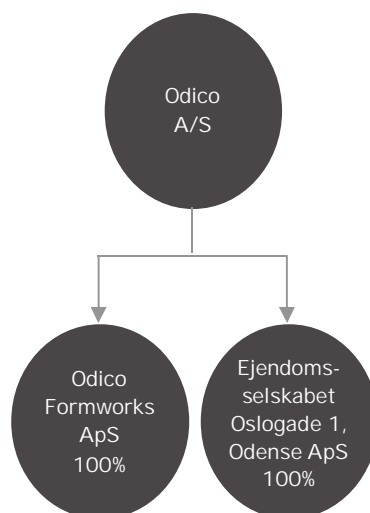 Odico
A/S
Odico
Formworks
ApS
100%
Ejendoms-
selskabet
Oslogade 1,
Odense ApS
100%